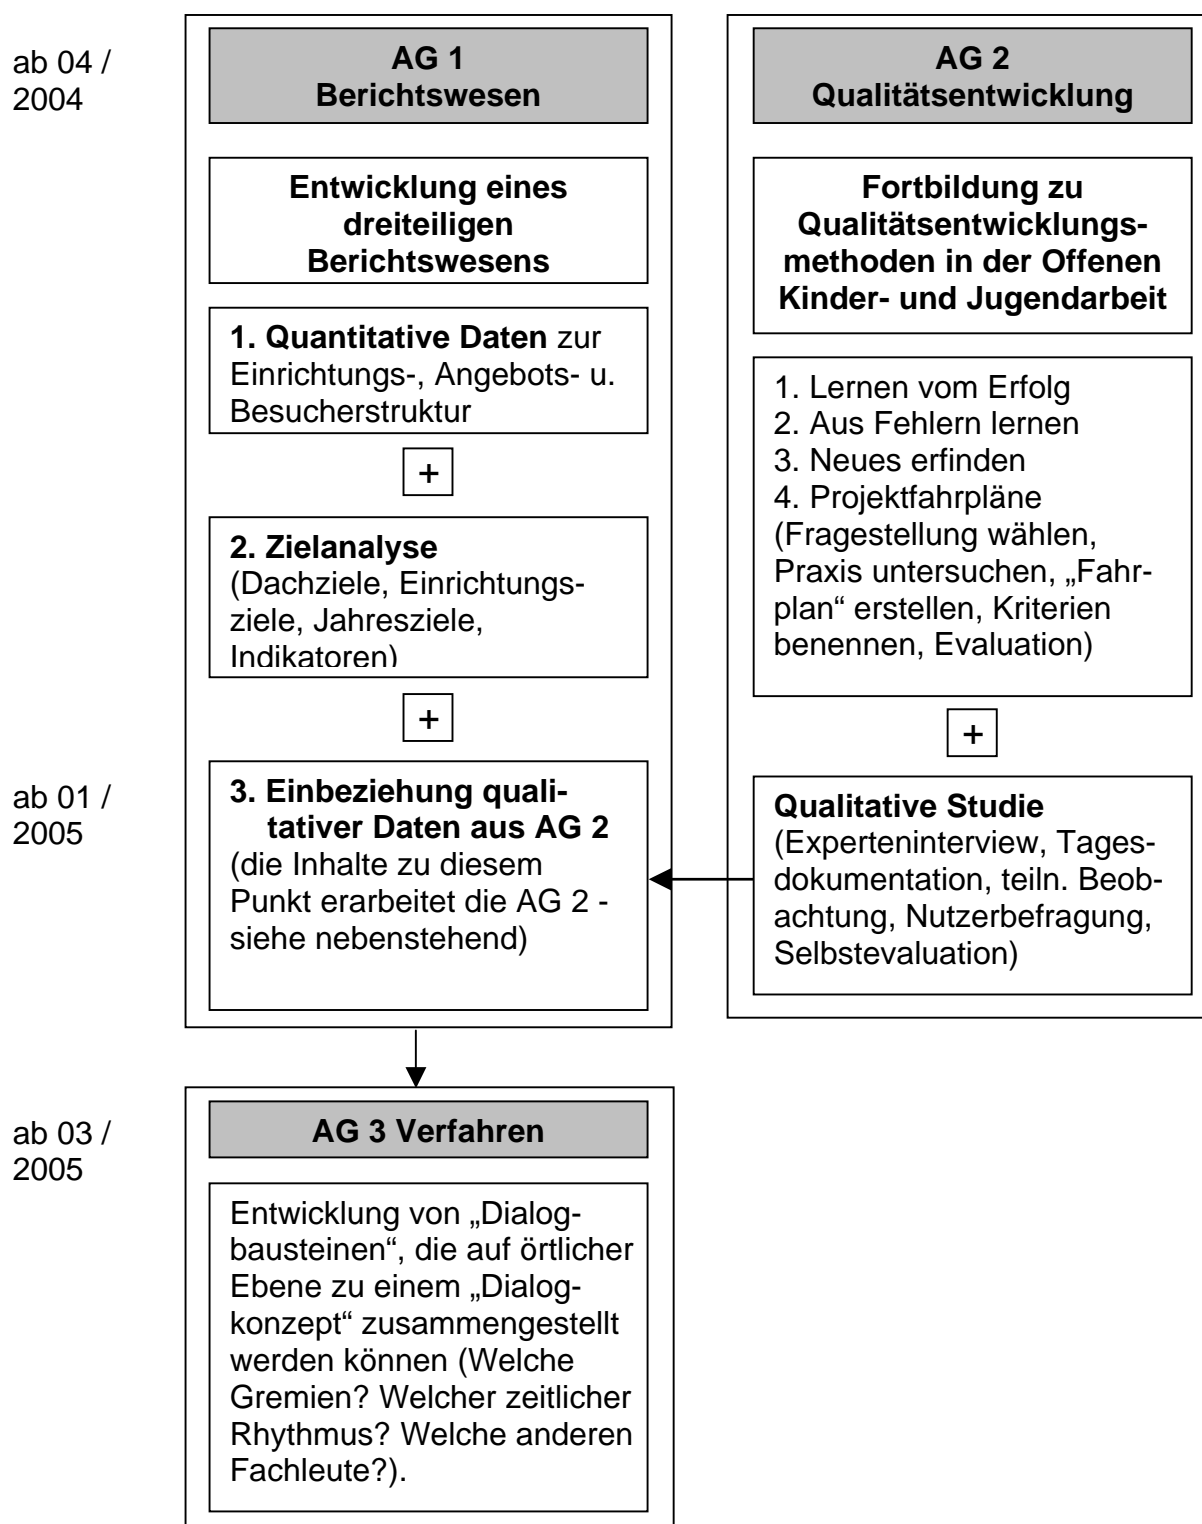 ab 04 /
2004
AG 1
Berichtswesen
Entwicklung eines
dreiteiligen
Berichtswesens
1. Quantitative Daten zur
Einrichtungs-, Angebots- u.
Besucherstruktur
+
2. Zielanalyse
(Dachziele, Einrichtungs-
ziele, Jahresziele,
Indikatoren)
+
ab 01 /
2005
3. Einbeziehung quali-
tativer Daten aus AG 2
(die Inhalte zu diesem
Punkt erarbeitet die AG 2 -
siehe nebenstehend)
AG 2
Qualitätsentwicklung
Fortbildung zu
Qualitätsentwicklungs-
methoden in der Offenen
Kinder- und Jugendarbeit
1. Lernen vom Erfolg
2. Aus Fehlern lernen
3. Neues erfinden
4. Projektfahrpläne
(Fragestellung wählen,
Praxis untersuchen, „Fahr-
plan“ erstellen, Kriterien
benennen, Evaluation)
+
Qualitative Studie
(Experteninterview, Tages-
dokumentation, teiln. Beob-
achtung, Nutzerbefragung,
Selbstevaluation)
ab 03 /
2005
AG 3 Verfahren
Entwicklung von „Dialog-
bausteinen“, die auf örtlicher
Ebene zu einem „Dialog-
konzept“ zusammengestellt
werden können (Welche
Gremien? Welcher zeitlicher
Rhythmus? Welche anderen
Fachleute?).